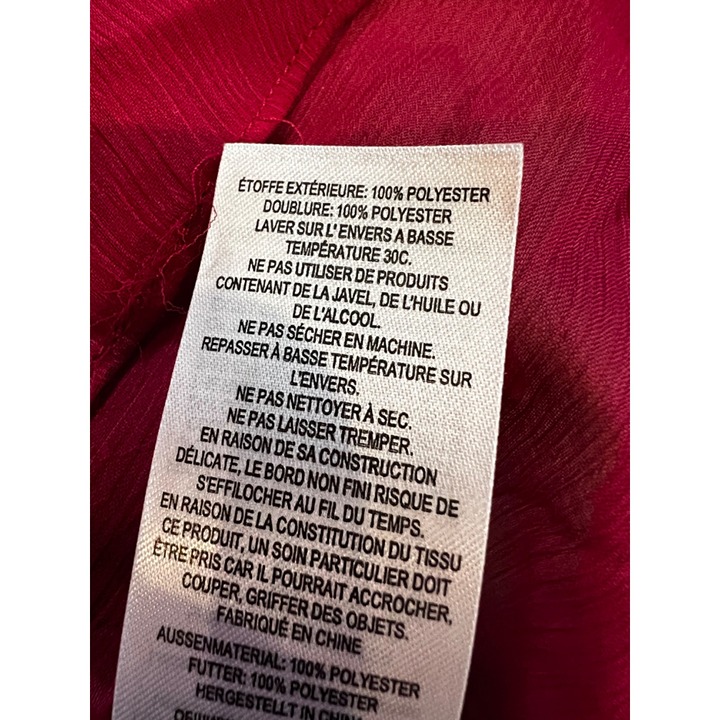 ÉTOFFE EXTÉRIEURE: 100% POLYESTER
DOUBLURE: 100% POLYESTER
LAVER SUR L'ENVERS A BASSE
TEMPÉRATURE 30C.
NE PAS UTILISER DE PRODUITS
CONTENANT DE LA JAVEL, DE L'HUILE OU
DE L'ALCOOL.
NE PAS SÉCHER EN MACHINE.
REPASSER À BASSE TEMPÉRATURE SUR
L'ENVERS.
NE PAS NETTOYER À SEC.
NE PAS LAISSER TREMPER.
EN RAISON DE SA CONSTRUCTION
DÉLICATE, LE BORD NON FINI RISQUE DE
S'EFFILOCHER AU FIL DU TEMPS.
EN RAISON DE LA CONSTITUTION DU TISSU
CE PRODUIT, UN SOIN PARTICULIER DOIT
ÊTRE PRIS CAR IL POURRAIT ACCROCHER,
COUPER, GRIFFER DES OBJETS.
FABRIQUÉ EN CHINE
AUSSENMATERIAL: 100% POLYESTER
FUTTER: 100% POLYESTER
HERGESTELLT IN CHINA